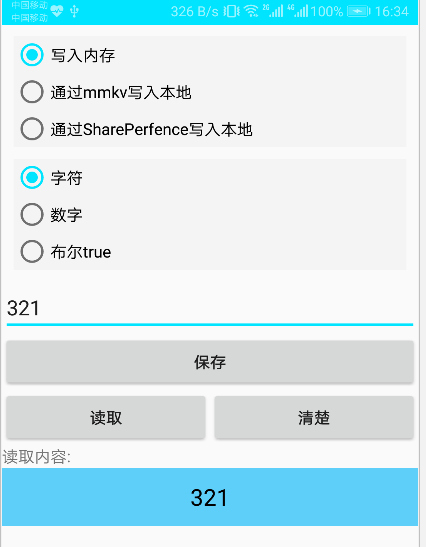 中国移动 326 B/s 2G 4G 100% 16:34
中国移动
写入内存
通过mmkv写入本地
通过SharePerfence写入本地
字符
数字
布尔true
321
保存
读取 清楚
读取内容:
321